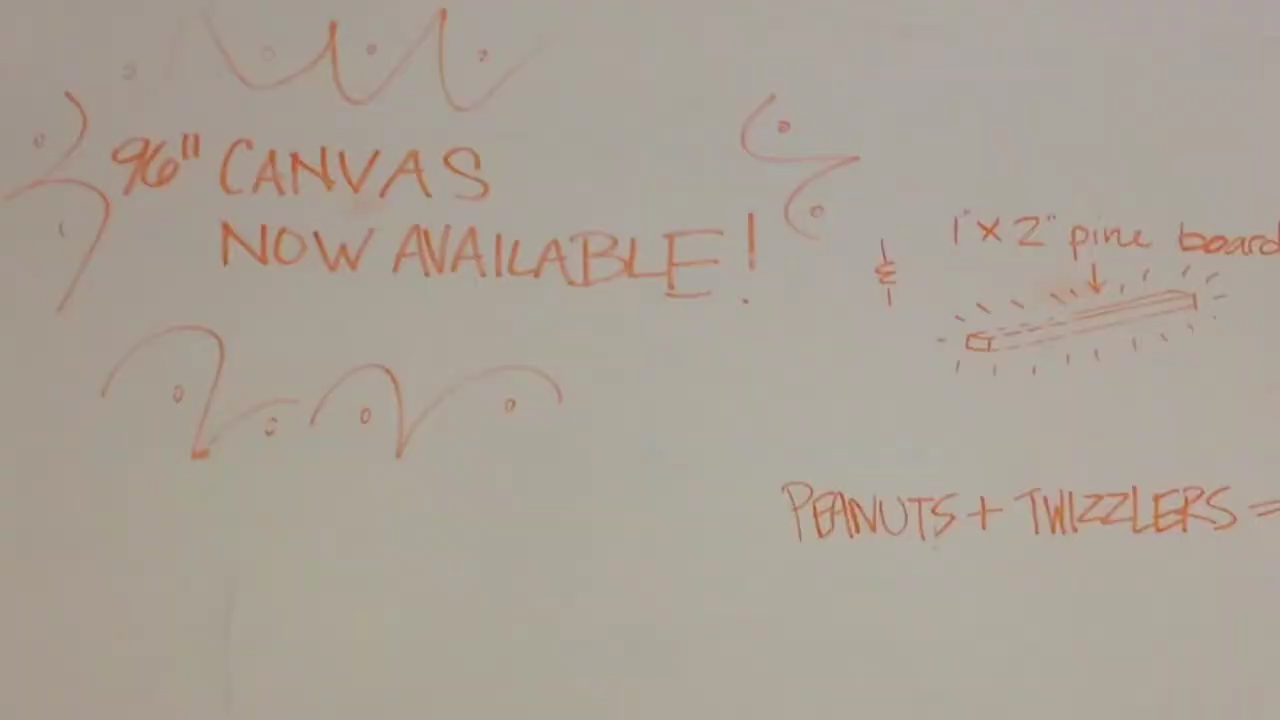 96" CANVAS
NOW AVAILABLE!
& 1" X 2" pine board
PEANUTS + TWIZZLERS =